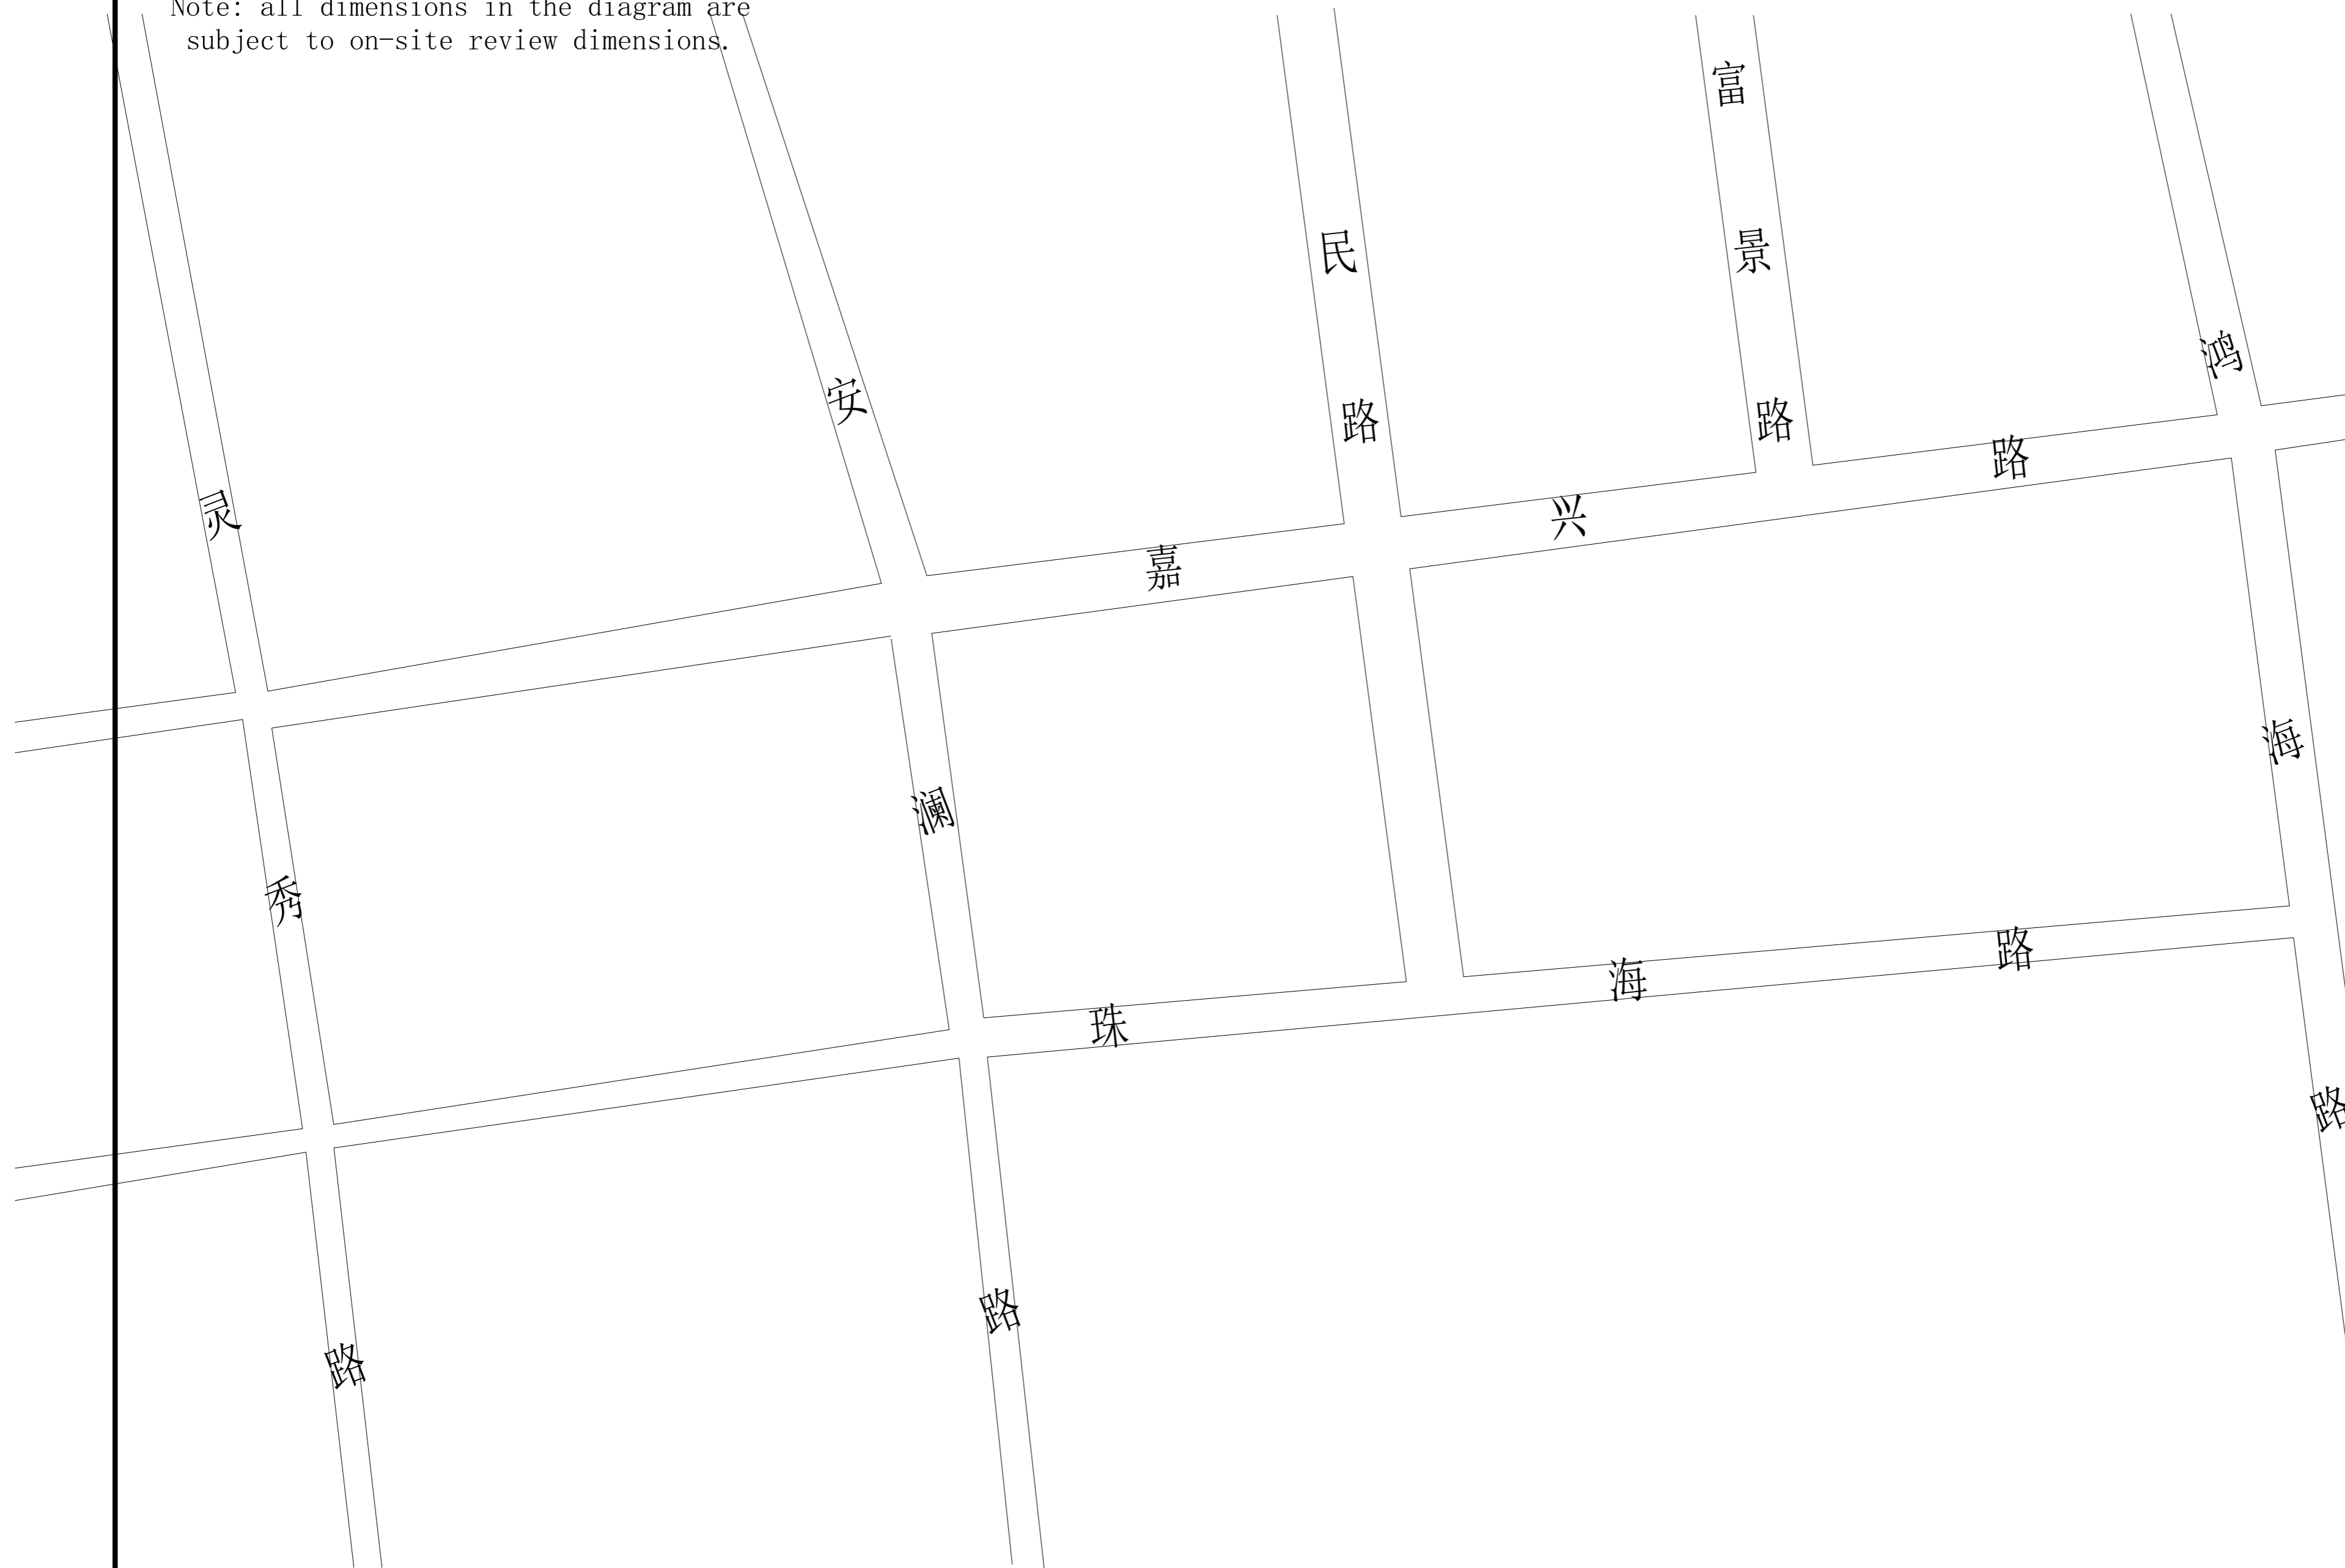 Note: all dimensions in the diagram are
subject to on-site review dimensions.
灵秀路
安澜路
民路
富景路
鸿海路
嘉兴路
珠海路